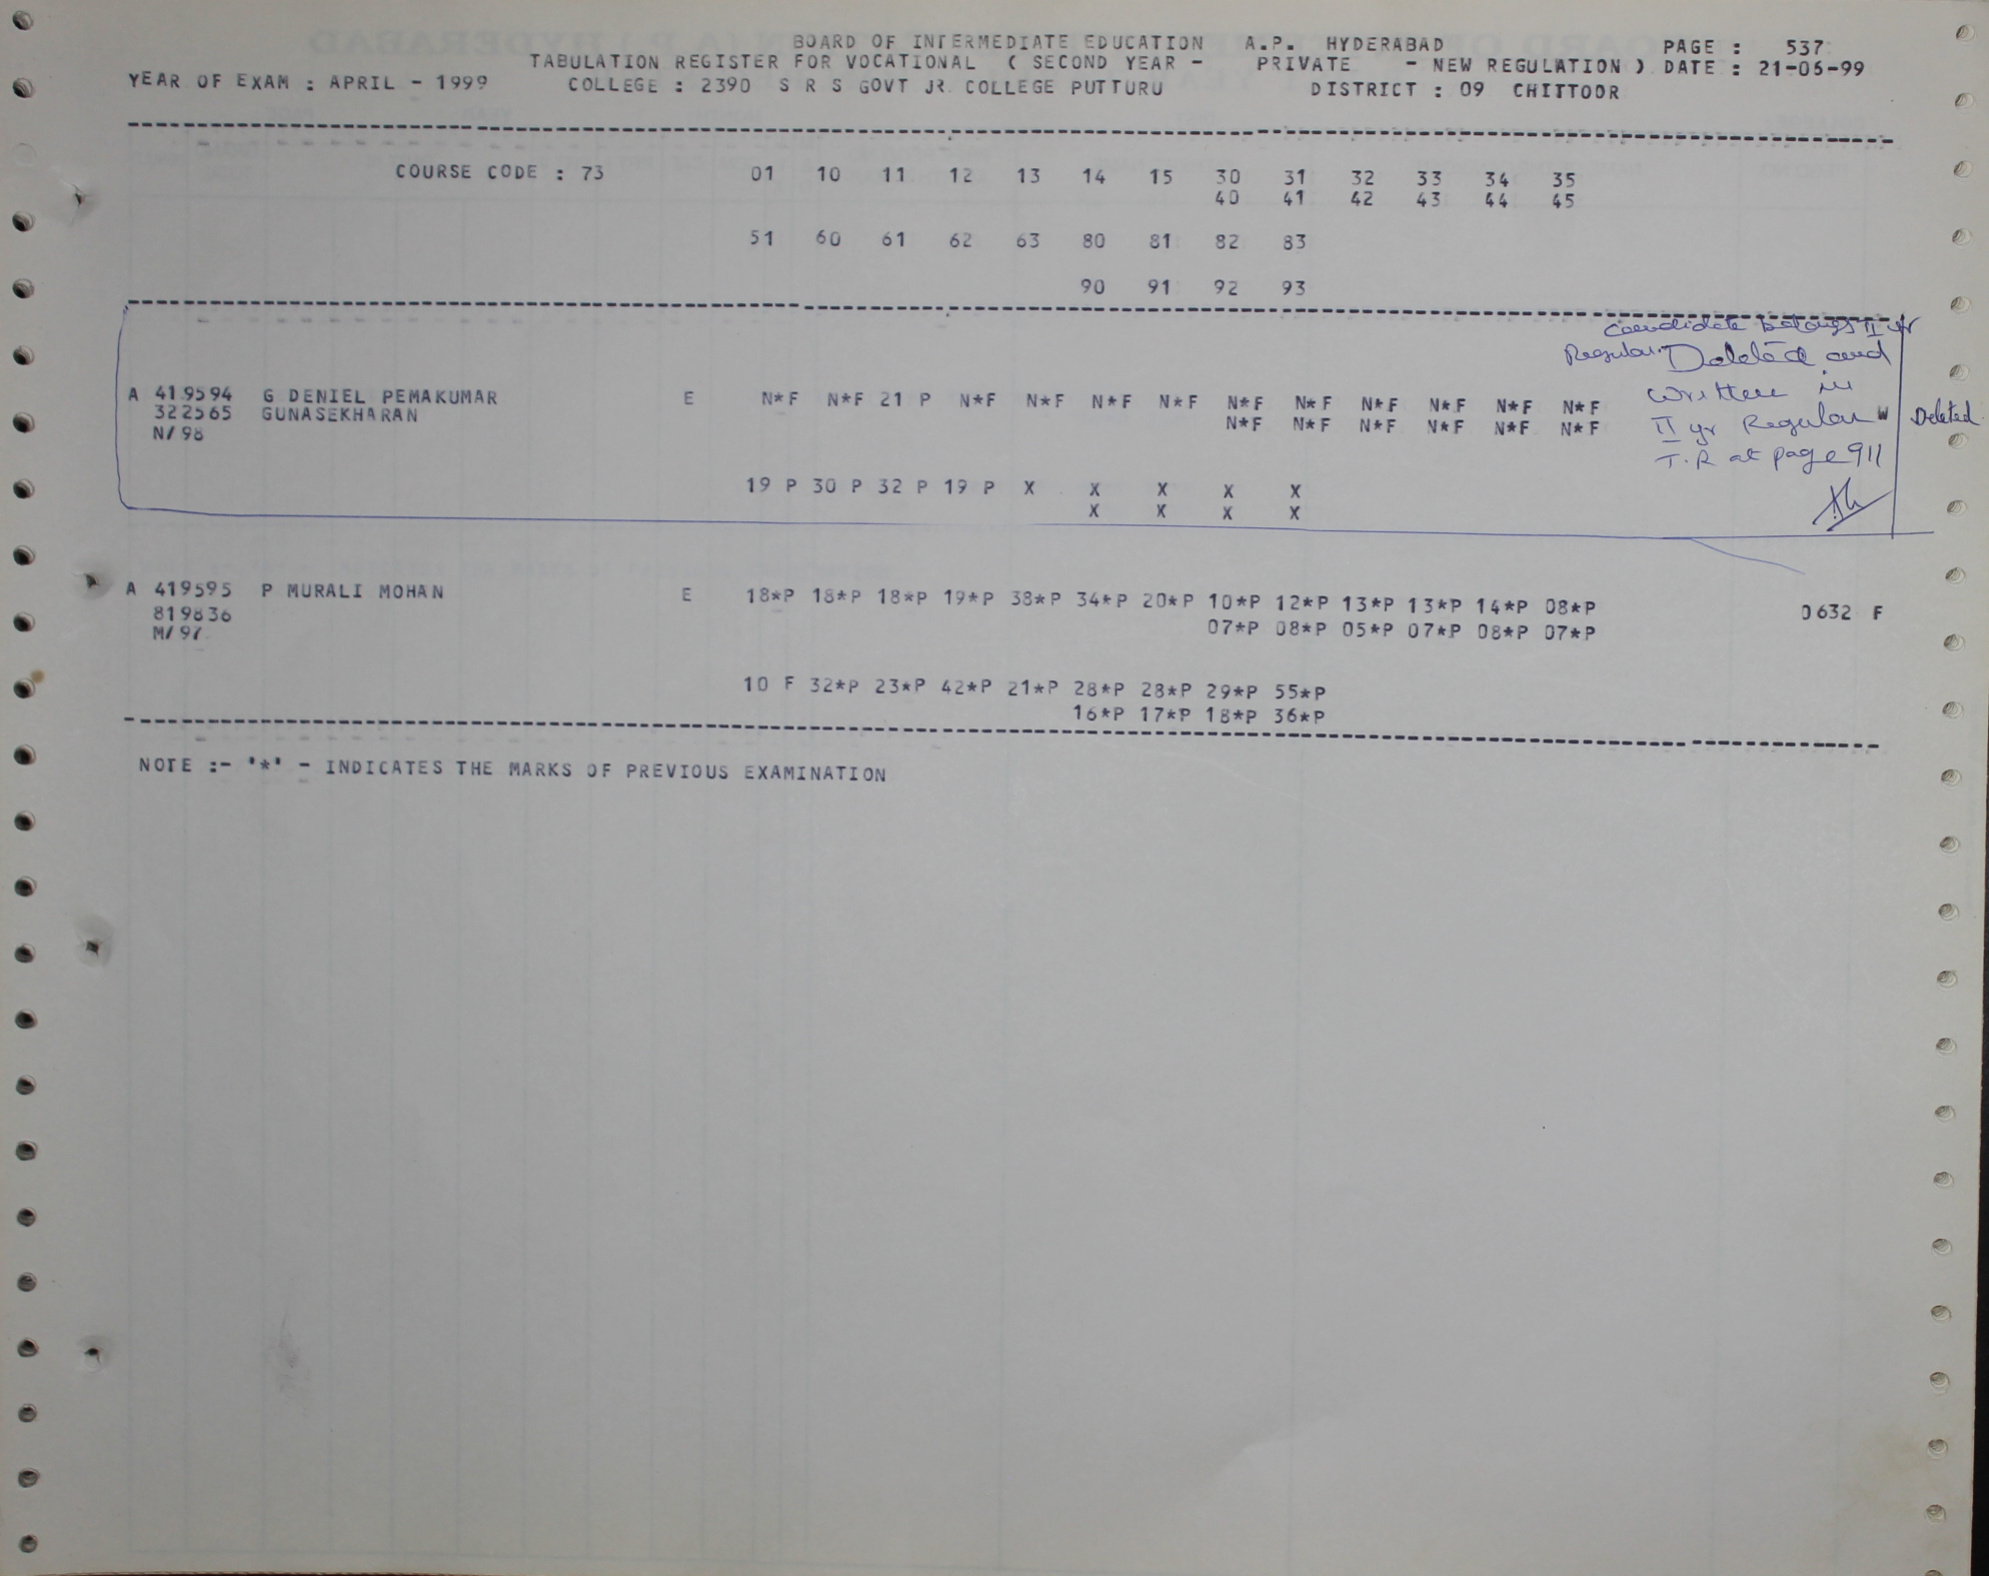 BOARD OF INTERMEDIATE EDUCATION A.P. HYDERABAD PAGE : 537
TABULATION REGISTER FOR VOCATIONAL ( SECOND YEAR - PRIVATE - NEW REGULATION ) DATE : 21-06-99
YEAR OF EXAM : APRIL - 1999 COLLEGE : 2390 S R S GOVT JR COLLEGE PUTTURU DISTRICT : 09 CHITTOOR
COURSE CODE : 73 01 10 11 12 13 14 15 30 31 32 33 34 35
40 41 42 43 44 45
51 60 61 62 63 80 81 82 83
90 91 92 93
Candidate belongs II yr
Regular. Deleted and
written in
II yr Regular W
T.R at page 911
Deleted
A 419594 G DENIEL PEMAKUMAR E N*F N*F 21 P N*F N*F N*F N*F N*F N*F N*F N*F N*F N*F
322565 GUNASEKHARAN N*F N*F N*F N*F N*F N*F
N/98
19 P 30 P 32 P 19 P X X X X X
X X X X
A 419595 P MURALI MOHAN E 18*P 18*P 18*P 19*P 38*P 34*P 20*P 10*P 12*P 13*P 13*P 14*P 08*P 0632 F
819836 07*P 08*P 05*P 07*P 08*P 07*P
M/97
10 F 32*P 23*P 42*P 21*P 28*P 28*P 29*P 55*P
16*P 17*P 18*P 36*P
NOTE :- '*' - INDICATES THE MARKS OF PREVIOUS EXAMINATION